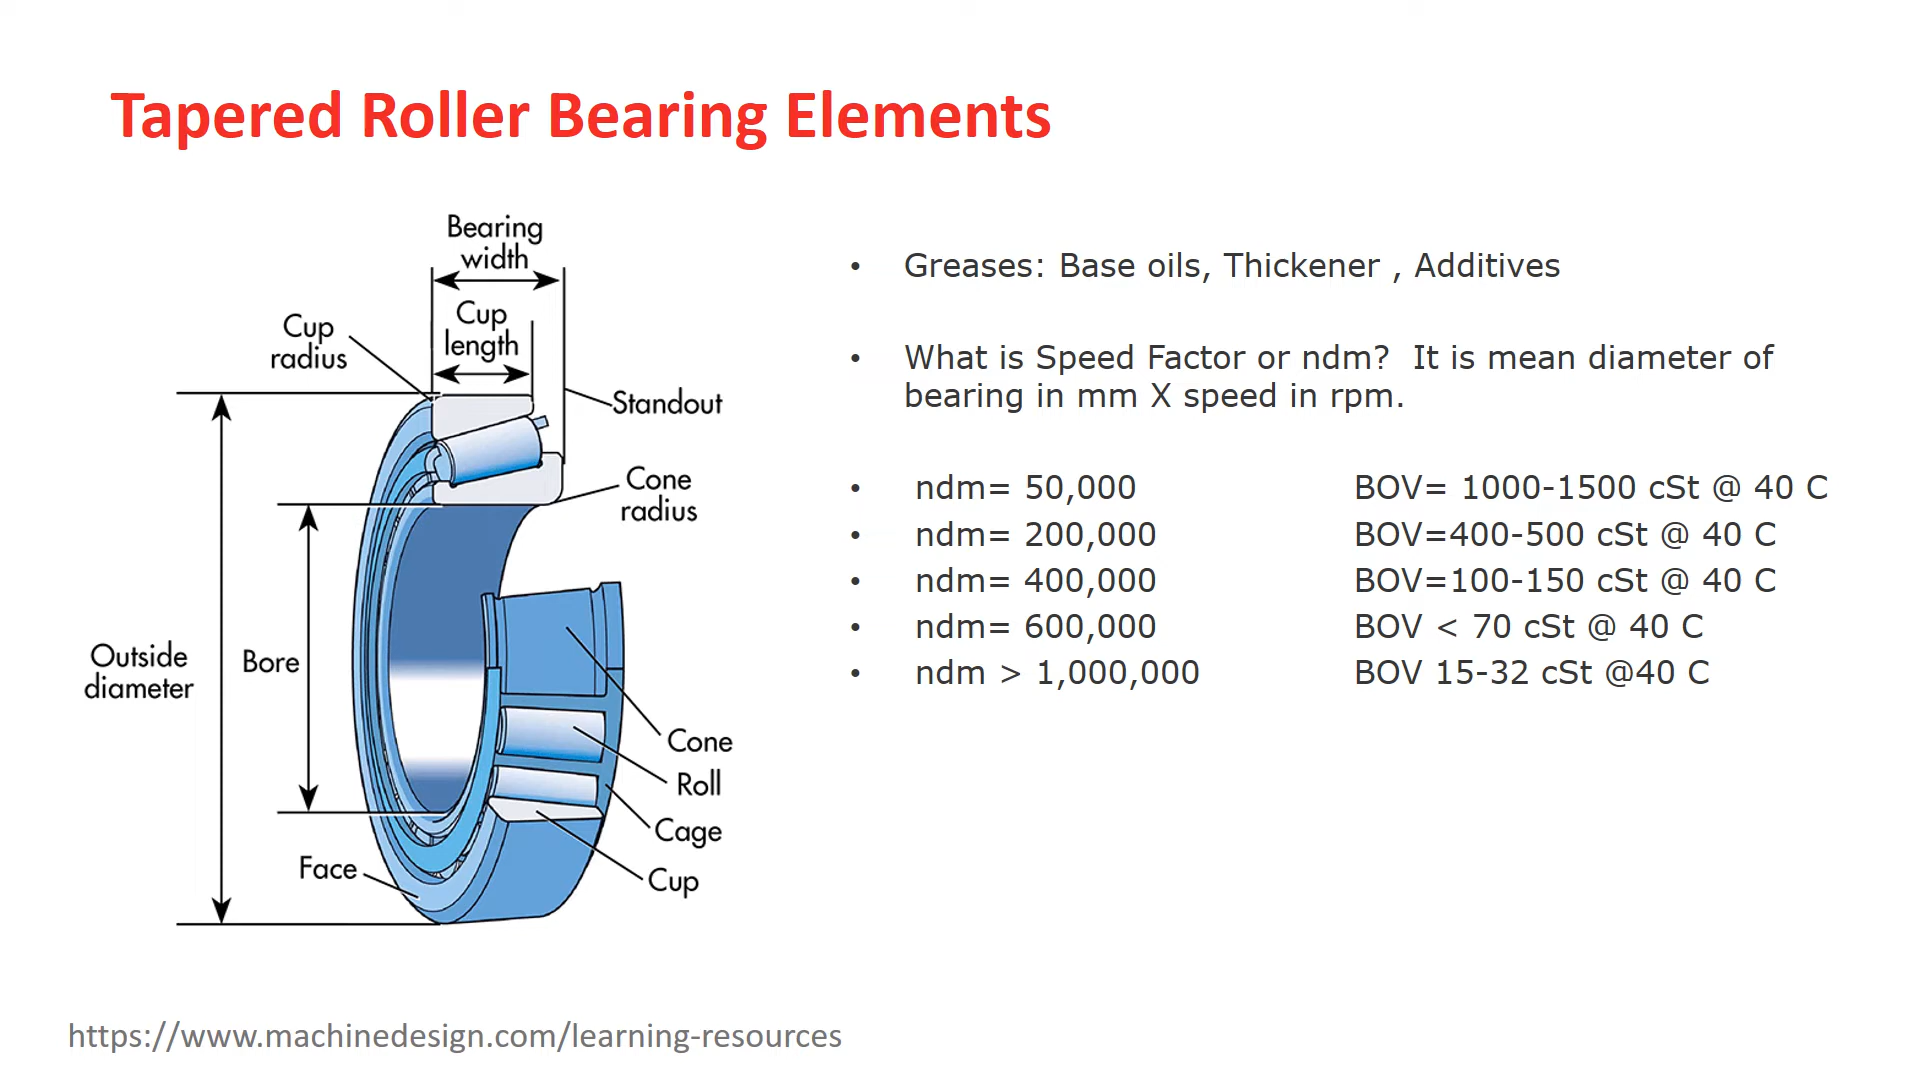 Tapered Roller Bearing Elements
Bearing
width
Cup
length
Cup
radius
Standout
Cone
radius
Outside
diameter
Bore
Cone
Roll
Cage
Cup
Face
• Greases: Base oils, Thickener , Additives
• What is Speed Factor or ndm?  It is mean diameter of
bearing in mm X speed in rpm.
• ndm= 50,000 BOV= 1000-1500 cSt @ 40 C
• ndm= 200,000 BOV=400-500 cSt @ 40 C
• ndm= 400,000 BOV=100-150 cSt @ 40 C
• ndm= 600,000 BOV < 70 cSt @ 40 C
• ndm > 1,000,000 BOV 15-32 cSt @40 C
https://www.machinedesign.com/learning-resources